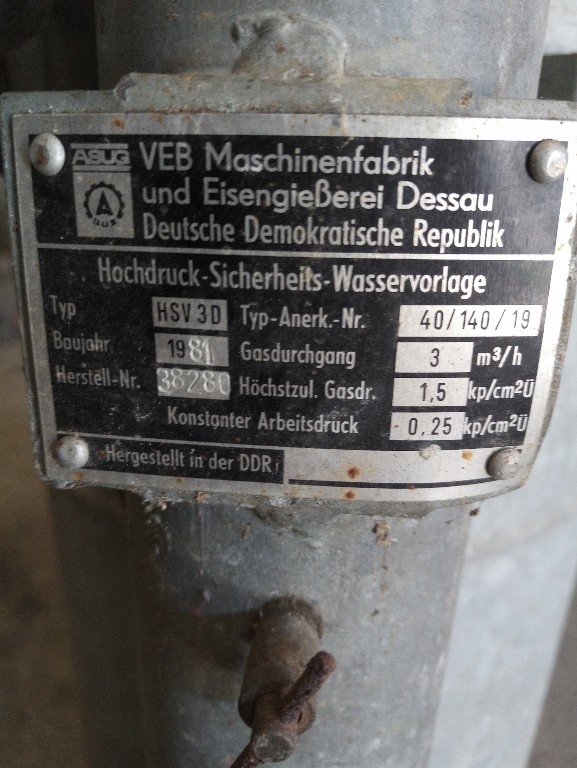 ASUG VEB Maschinenfabrik
und Eisengießerei Dessau
Deutsche Demokratische Republik
Hochdruck-Sicherheits-Wasservorlage
Typ HSV 3D Typ-Anerk.-Nr. 40/140/19
Baujahr 1981 Gasdurchgang 3 m³/h
Herstell-Nr. 38280 Höchstzul. Gasdr. 1,5 kp/cm²Ü
Konstanter Arbeitsdruck 0,25 kp/cm²Ü
Hergestellt in der DDR